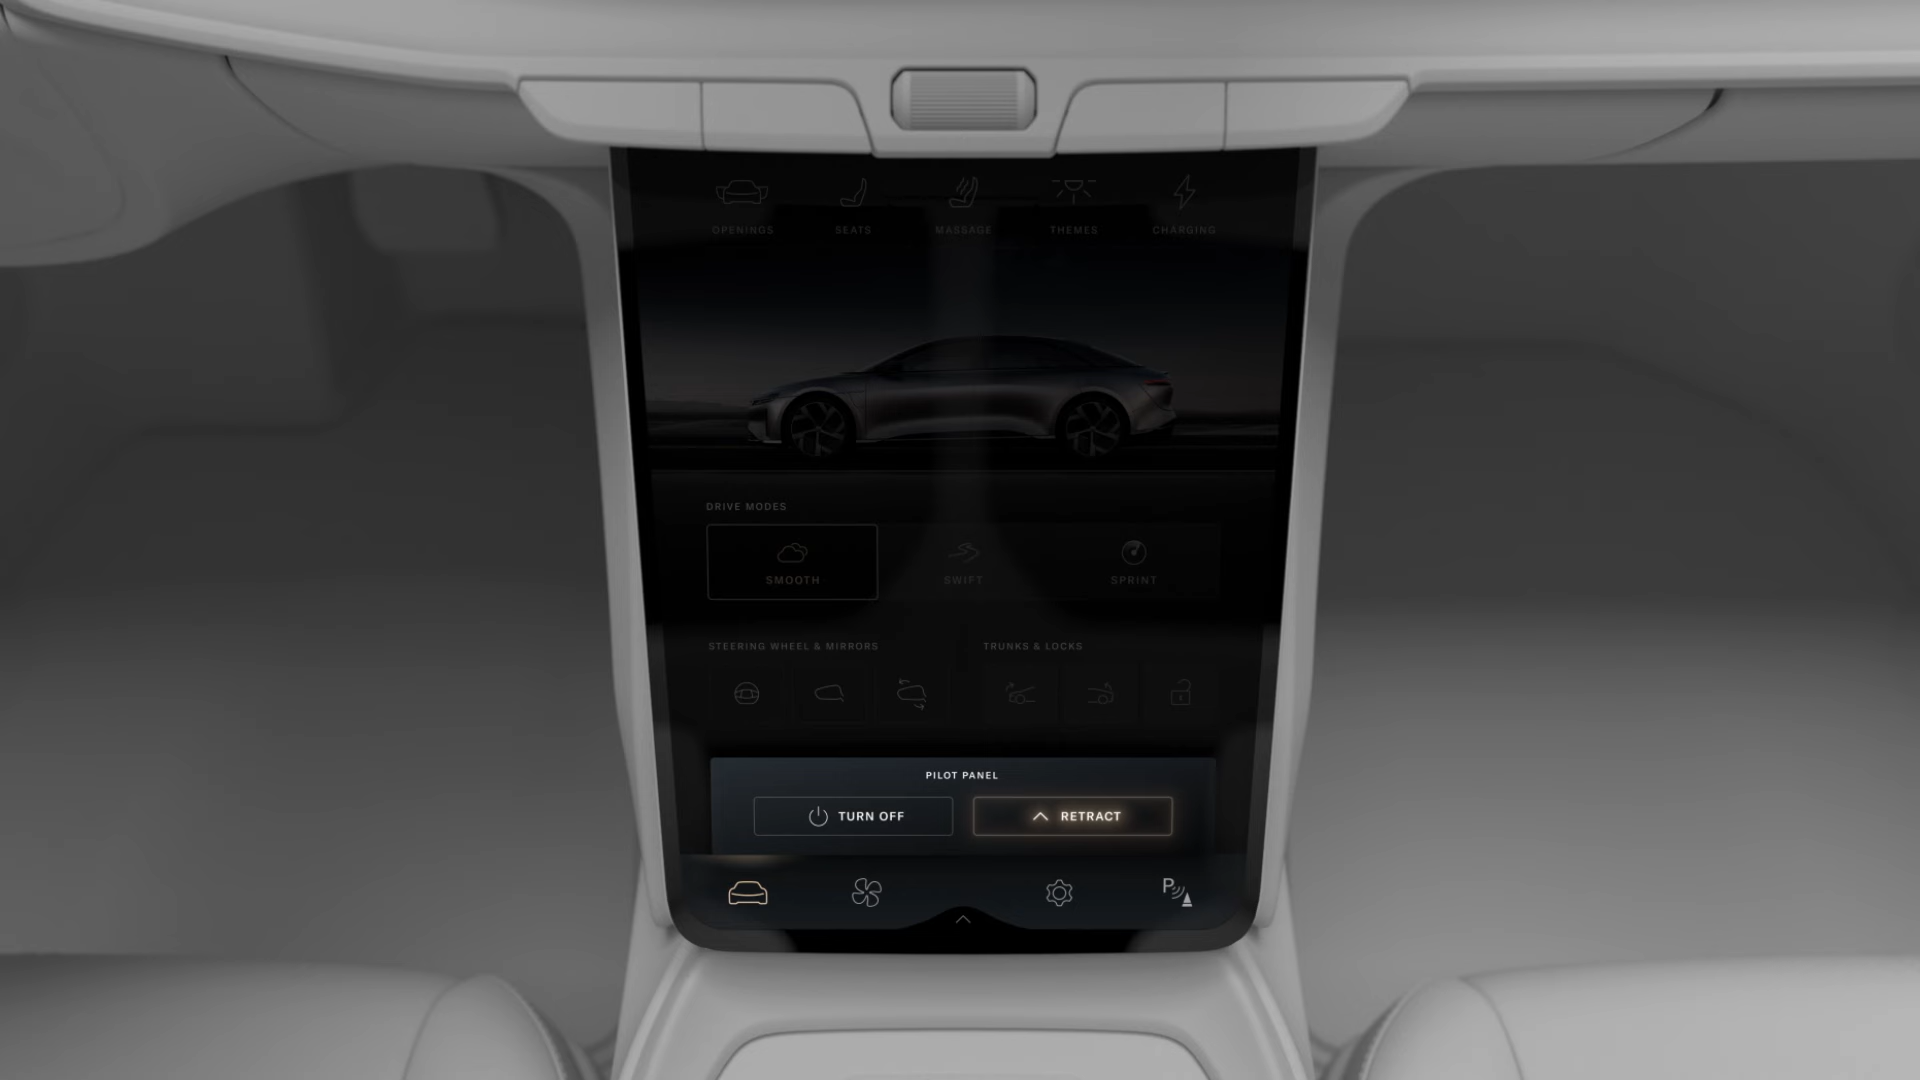 OPENINGS SEATS MASSAGE THEMES CHARGING
DRIVE MODES
SMOOTH SWIFT SPRINT
STEERING WHEEL & MIRRORS TRUNKS & LOCKS
PILOT PANEL
TURN OFF RETRACT
P